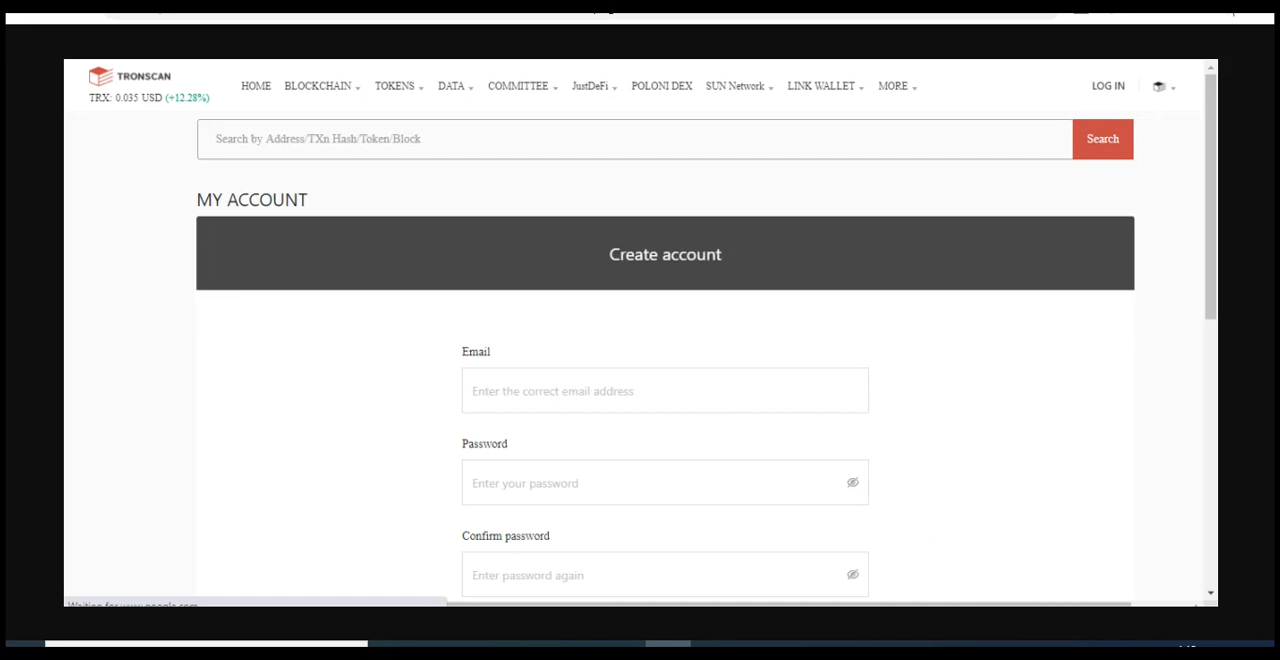 TRONSCAN
TRX: 0.035 USD (+12.28%)
HOME BLOCKCHAIN TOKENS DATA COMMITTEE JustDeFi POLONI DEX SUN Network LINK WALLET MORE LOG IN
Search by Address/TXn Hash/Token/Block Search
MY ACCOUNT
Create account
Email
Enter the correct email address
Password
Enter your password
Confirm password
Enter password again
Waiting for www.google.com